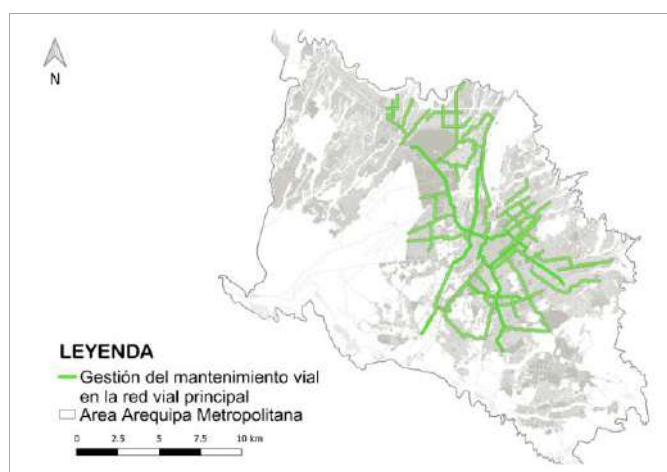 N
LEYENDA
Gestión del mantenimiento vial
en la red vial principal
Area Arequipa Metropolitana
0 2.5 5 7.5 10 km